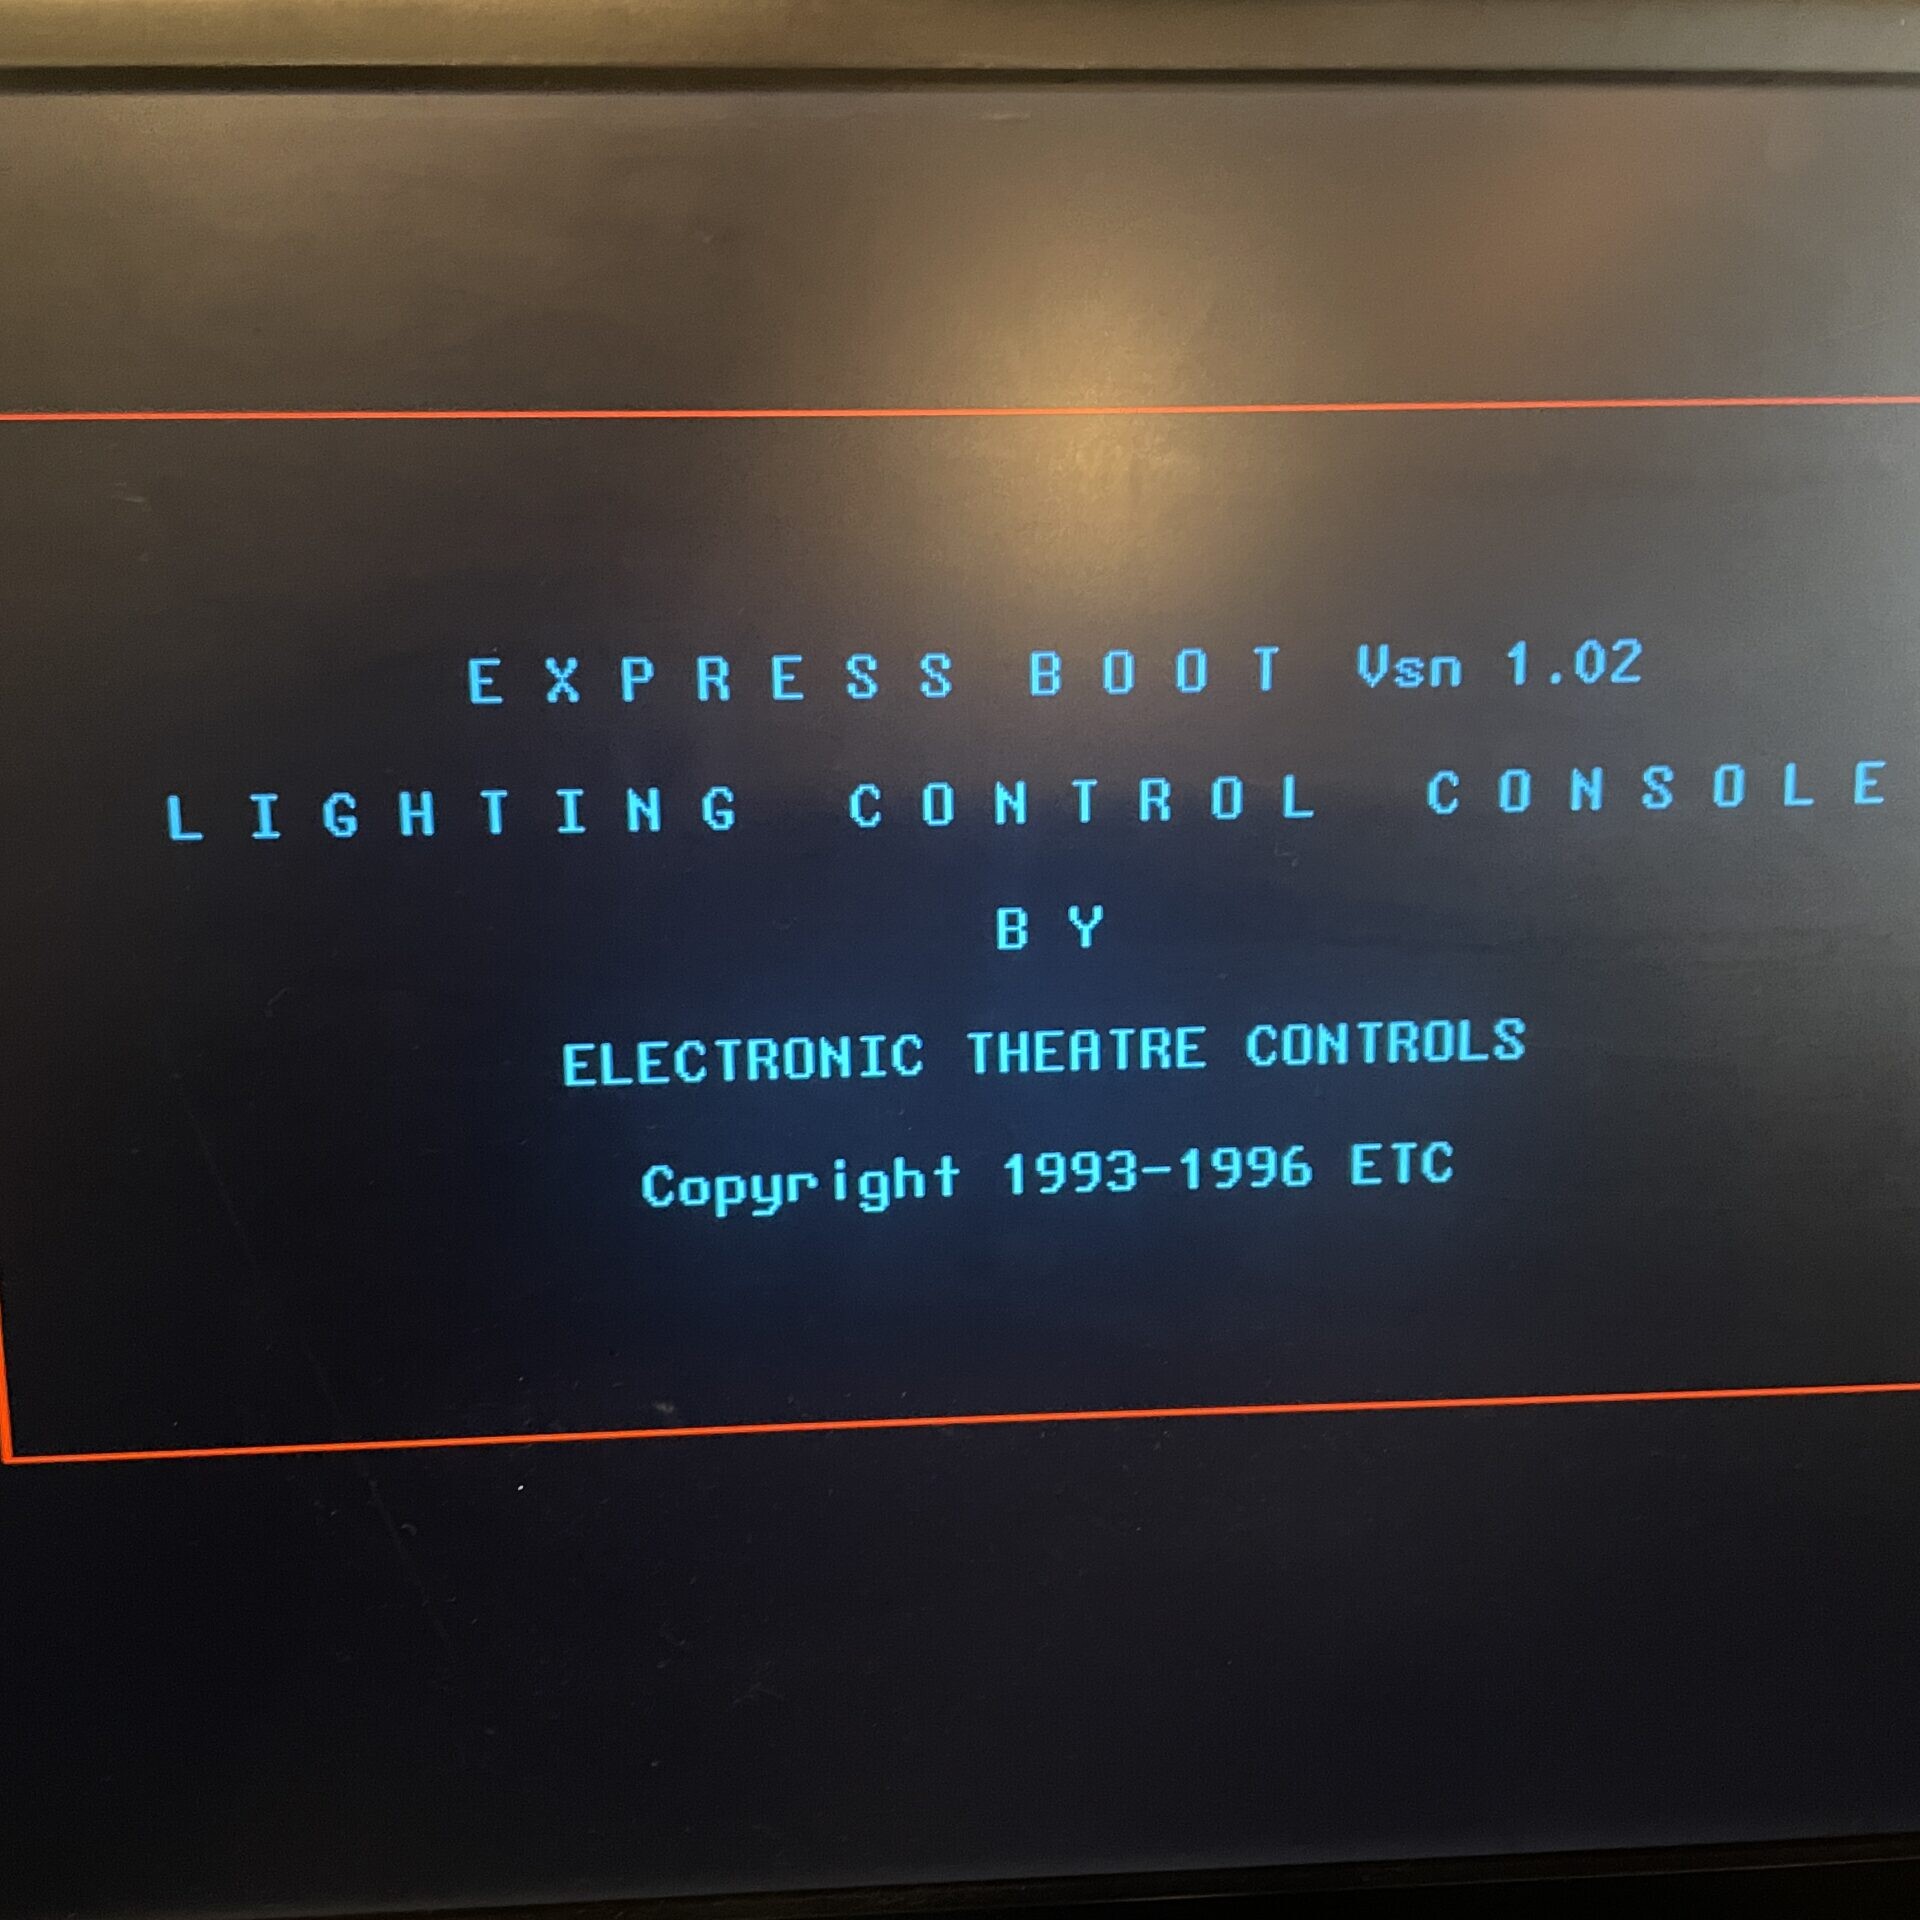 EXPRESS BOOT Vsn 1.02
LIGHTING CONTROL CONSOLE
BY
ELECTRONIC THEATRE CONTROLS
Copyright 1993-1996 ETC